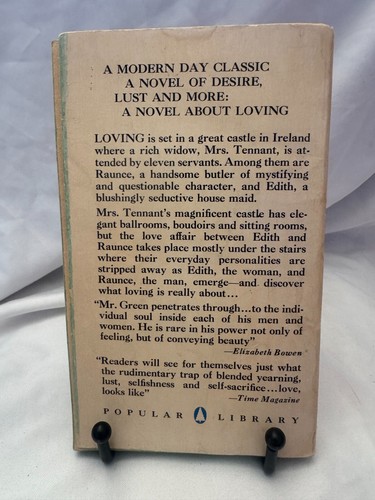 A MODERN DAY CLASSIC
A NOVEL OF DESIRE,
LUST AND MORE:
A NOVEL ABOUT LOVING
LOVING is set in a great castle in Ireland
where a rich widow, Mrs. Tennant, is at-
tended by eleven servants. Among them are
Raunce, a handsome butler of mystifying
and questionable character, and Edith, a
blushingly seductive house maid.
Mrs. Tennant's magnificent castle has ele-
gant ballrooms, boudoirs and sitting rooms,
but the love affair between Edith and
Raunce takes place mostly under the stairs
where their everyday personalities are
stripped away as Edith, the woman, and
Raunce, the man, emerge—and discover
what loving is really about...
"Mr. Green penetrates through...to the indi-
vidual soul inside each of his men and
women. He is rare in his power not only of
feeling, but of conveying beauty"
—Elizabeth Bowen
"Readers will see for themselves just what
the rudimentary trap of blended yearning,
lust, selfishness and self-sacrifice...love,
looks like"
—Time Magazine
POPULAR LIBRARY